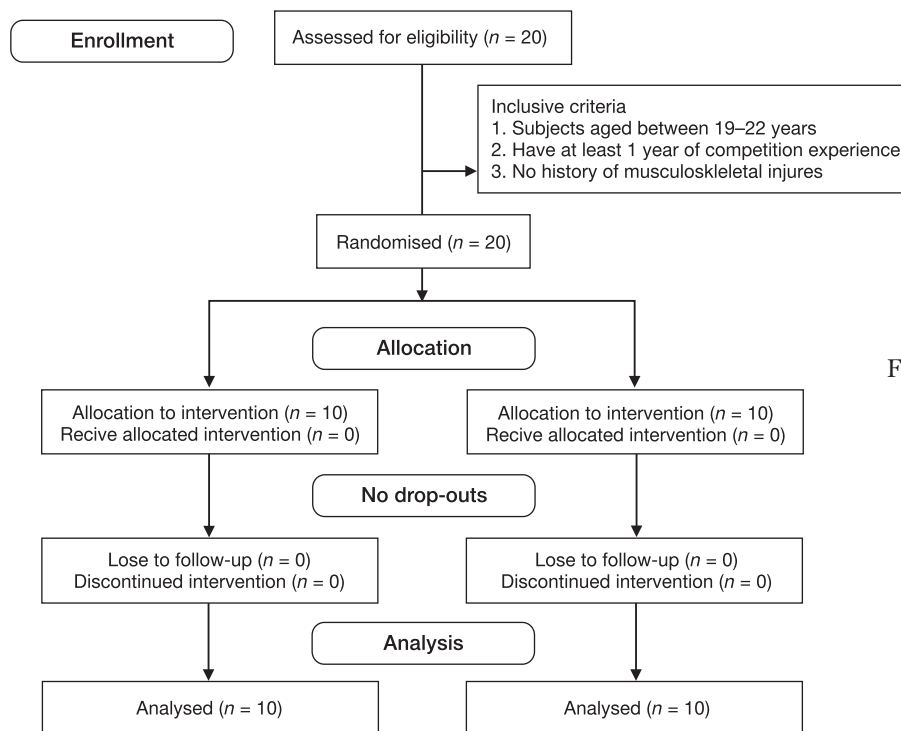 Enrollment
Assessed for eligibility (n = 20)
Inclusive criteria
1. Subjects aged between 19–22 years
2. Have at least 1 year of competition experience
3. No history of musculoskleletal injures
Randomised (n = 20)
Allocation
F
Allocation to intervention (n = 10)
Recive allocated intervention (n = 0)
Allocation to intervention (n = 10)
Recive allocated intervention (n = 0)
No drop-outs
Lose to follow-up (n = 0)
Discontinued intervention (n = 0)
Lose to follow-up (n = 0)
Discontinued intervention (n = 0)
Analysis
Analysed (n = 10)
Analysed (n = 10)